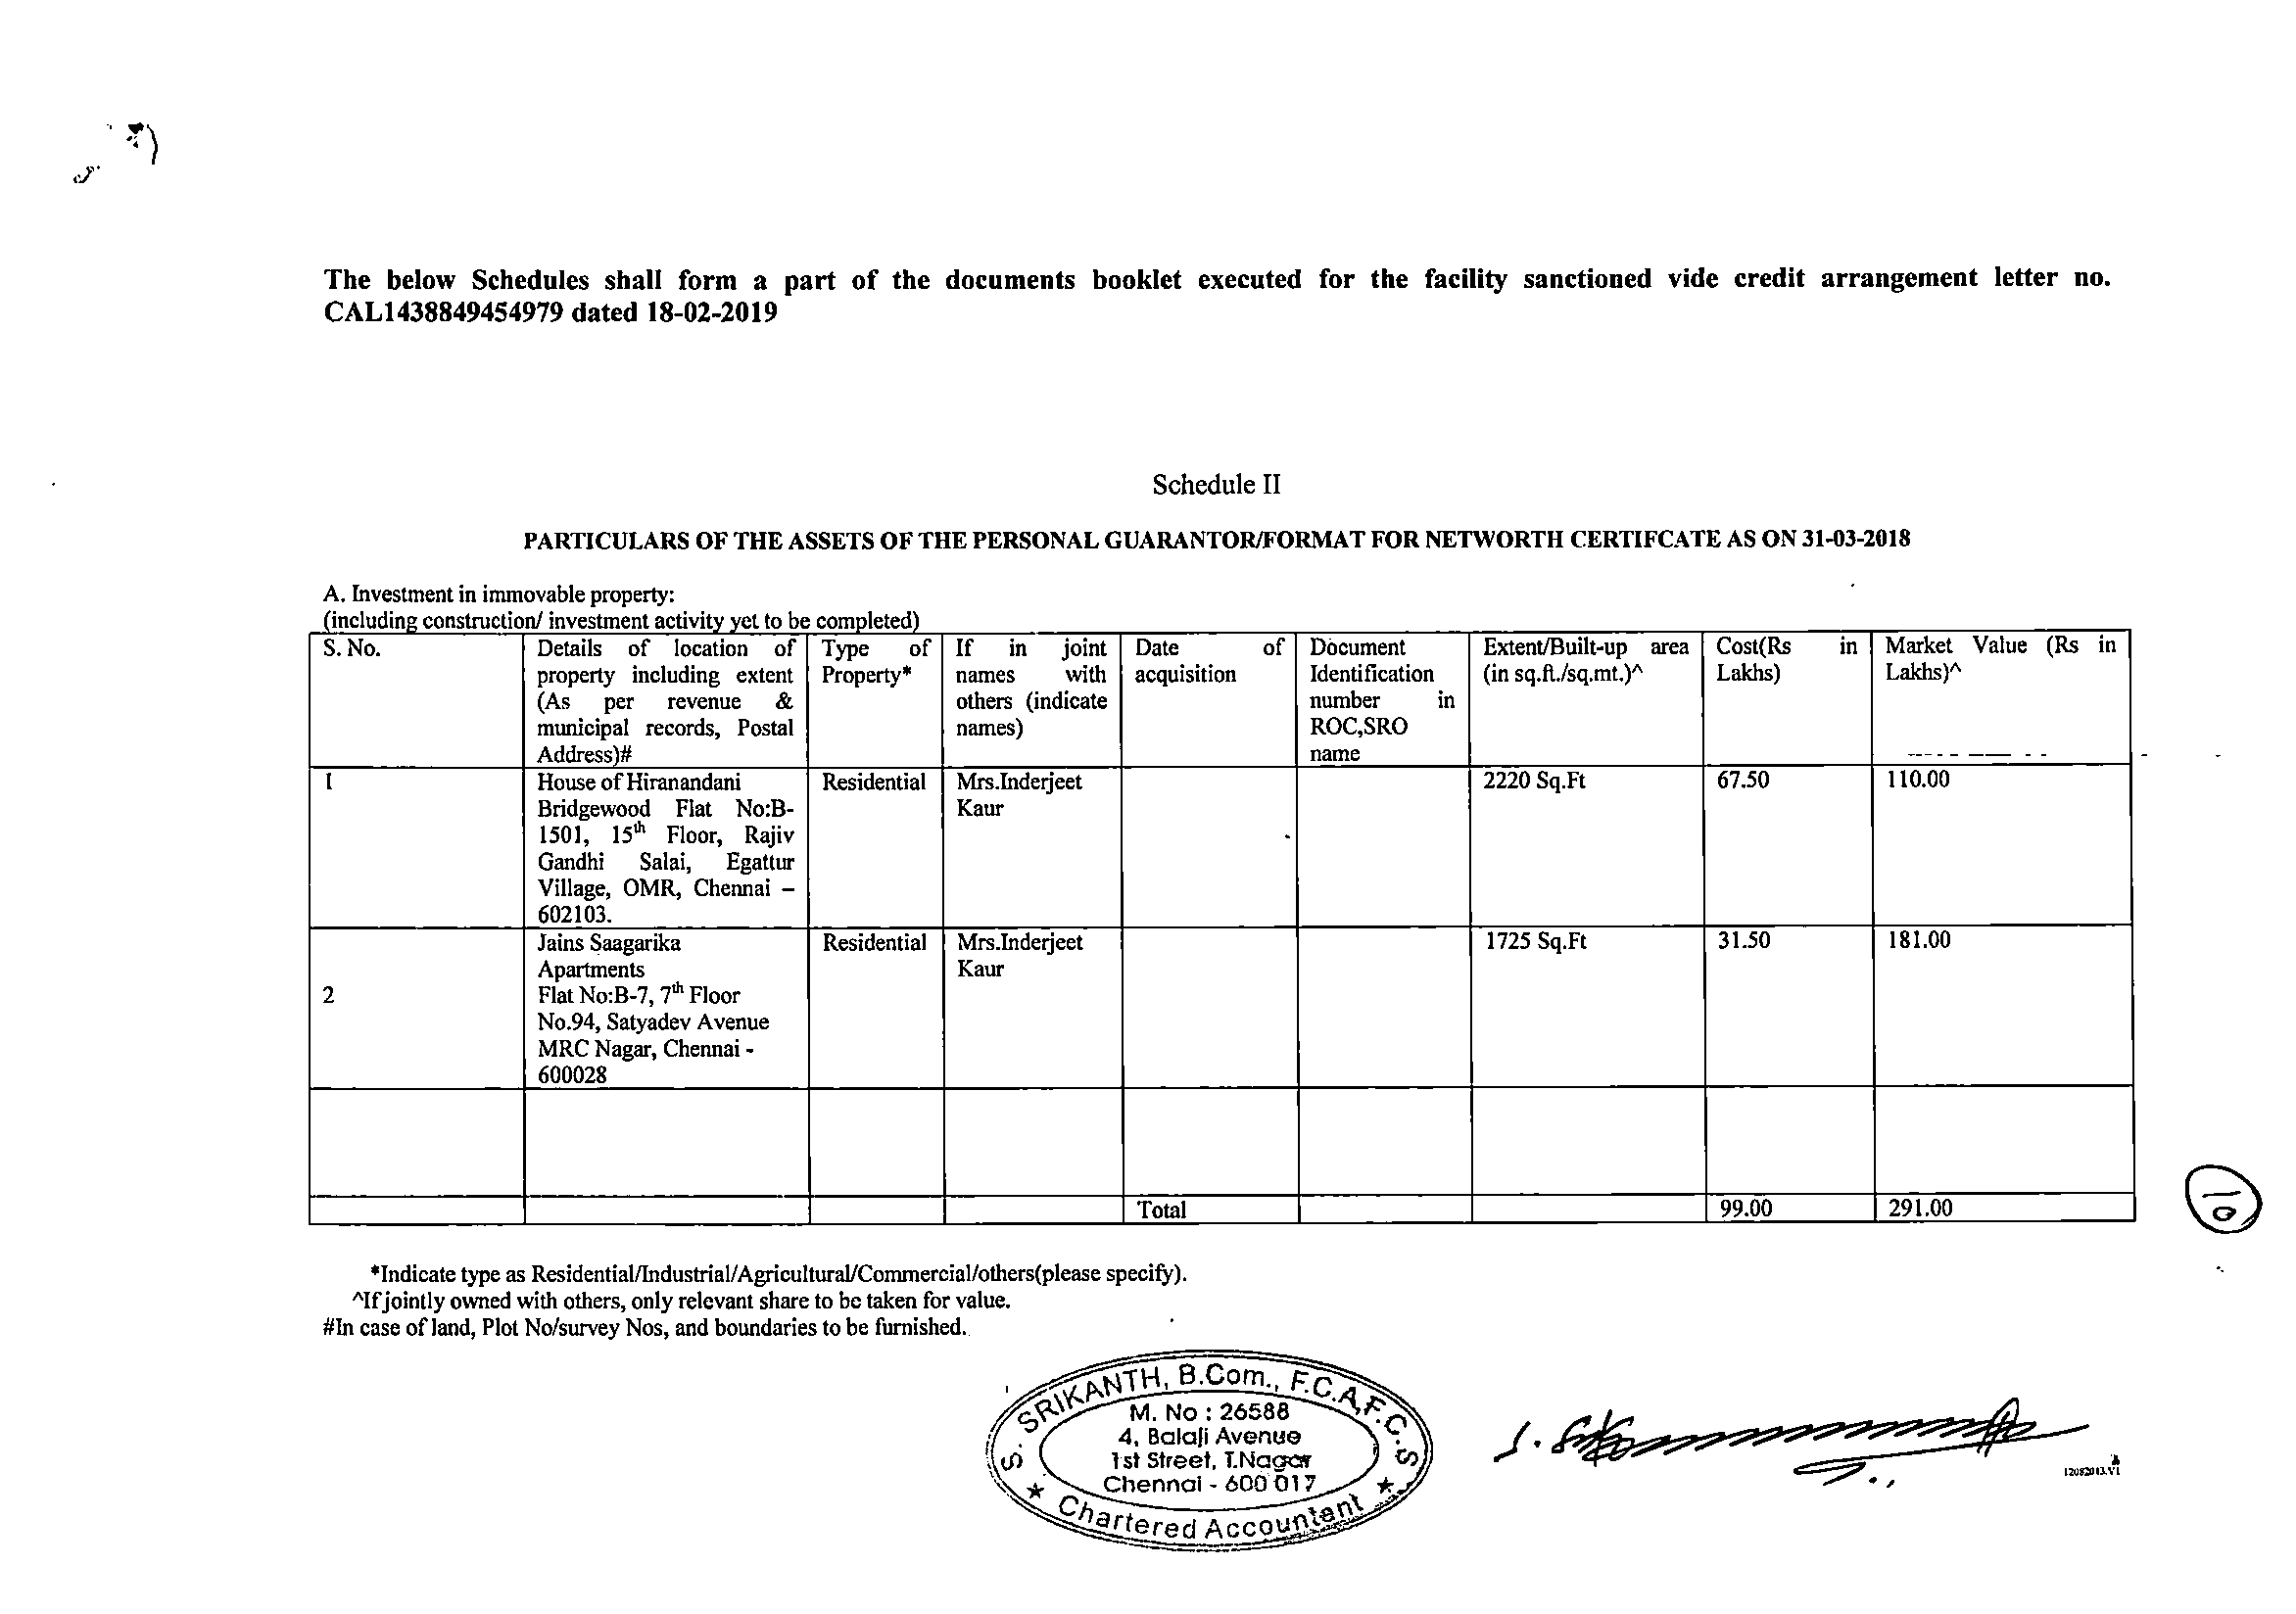 The below Schedules shall form a part of the documents booklet executed for the facility sanctioned vide credit arrangement letter no.
CAL1438849454979 dated 18-02-2019
Schedule II
PARTICULARS OF THE ASSETS OF THE PERSONAL GUARANTOR/FORMAT FOR NETWORTH CERTIFCATE AS ON 31-03-2018
A. Investment in immovable property:
(including construction/ investment activity yet to be completed)
S. No.
Details of location of
property including extent
(As per revenue &
municipal records, Postal
Address)#
Type of
Property*
If in joint
names with
others (indicate
names)
Date of
acquisition
Document
Identification
number in
ROC,SRO
name
Extent/Built-up area
(in sq.ft./sq.mt.)^
Cost(Rs in
Lakhs)
Market Value (Rs in
Lakhs)^
1
House of Hiranandani
Bridgewood Flat No:B-
1501, 15th Floor, Rajiv
Gandhi Salai, Egattur
Village, OMR, Chennai –
602103.
Residential
Mrs.Inderjeet
Kaur
2220 Sq.Ft
67.50
110.00
2
Jains Saagarika
Apartments
Flat No:B-7, 7th Floor
No.94, Satyadev Avenue
MRC Nagar, Chennai -
600028
Residential
Mrs.Inderjeet
Kaur
1725 Sq.Ft
31.50
181.00
Total
99.00
291.00
*Indicate type as Residential/Industrial/Agricultural/Commercial/others(please specify).
^If jointly owned with others, only relevant share to be taken for value.
#In case of land, Plot No/survey Nos, and boundaries to be furnished.
S. SRIKANTH, B.Com., F.C.A,F.C.S
M. No : 26588
4, Balaji Avenue
1st Street, T.Nagar
Chennai - 600 017
★ Chartered Accountant ★
12082013.V1